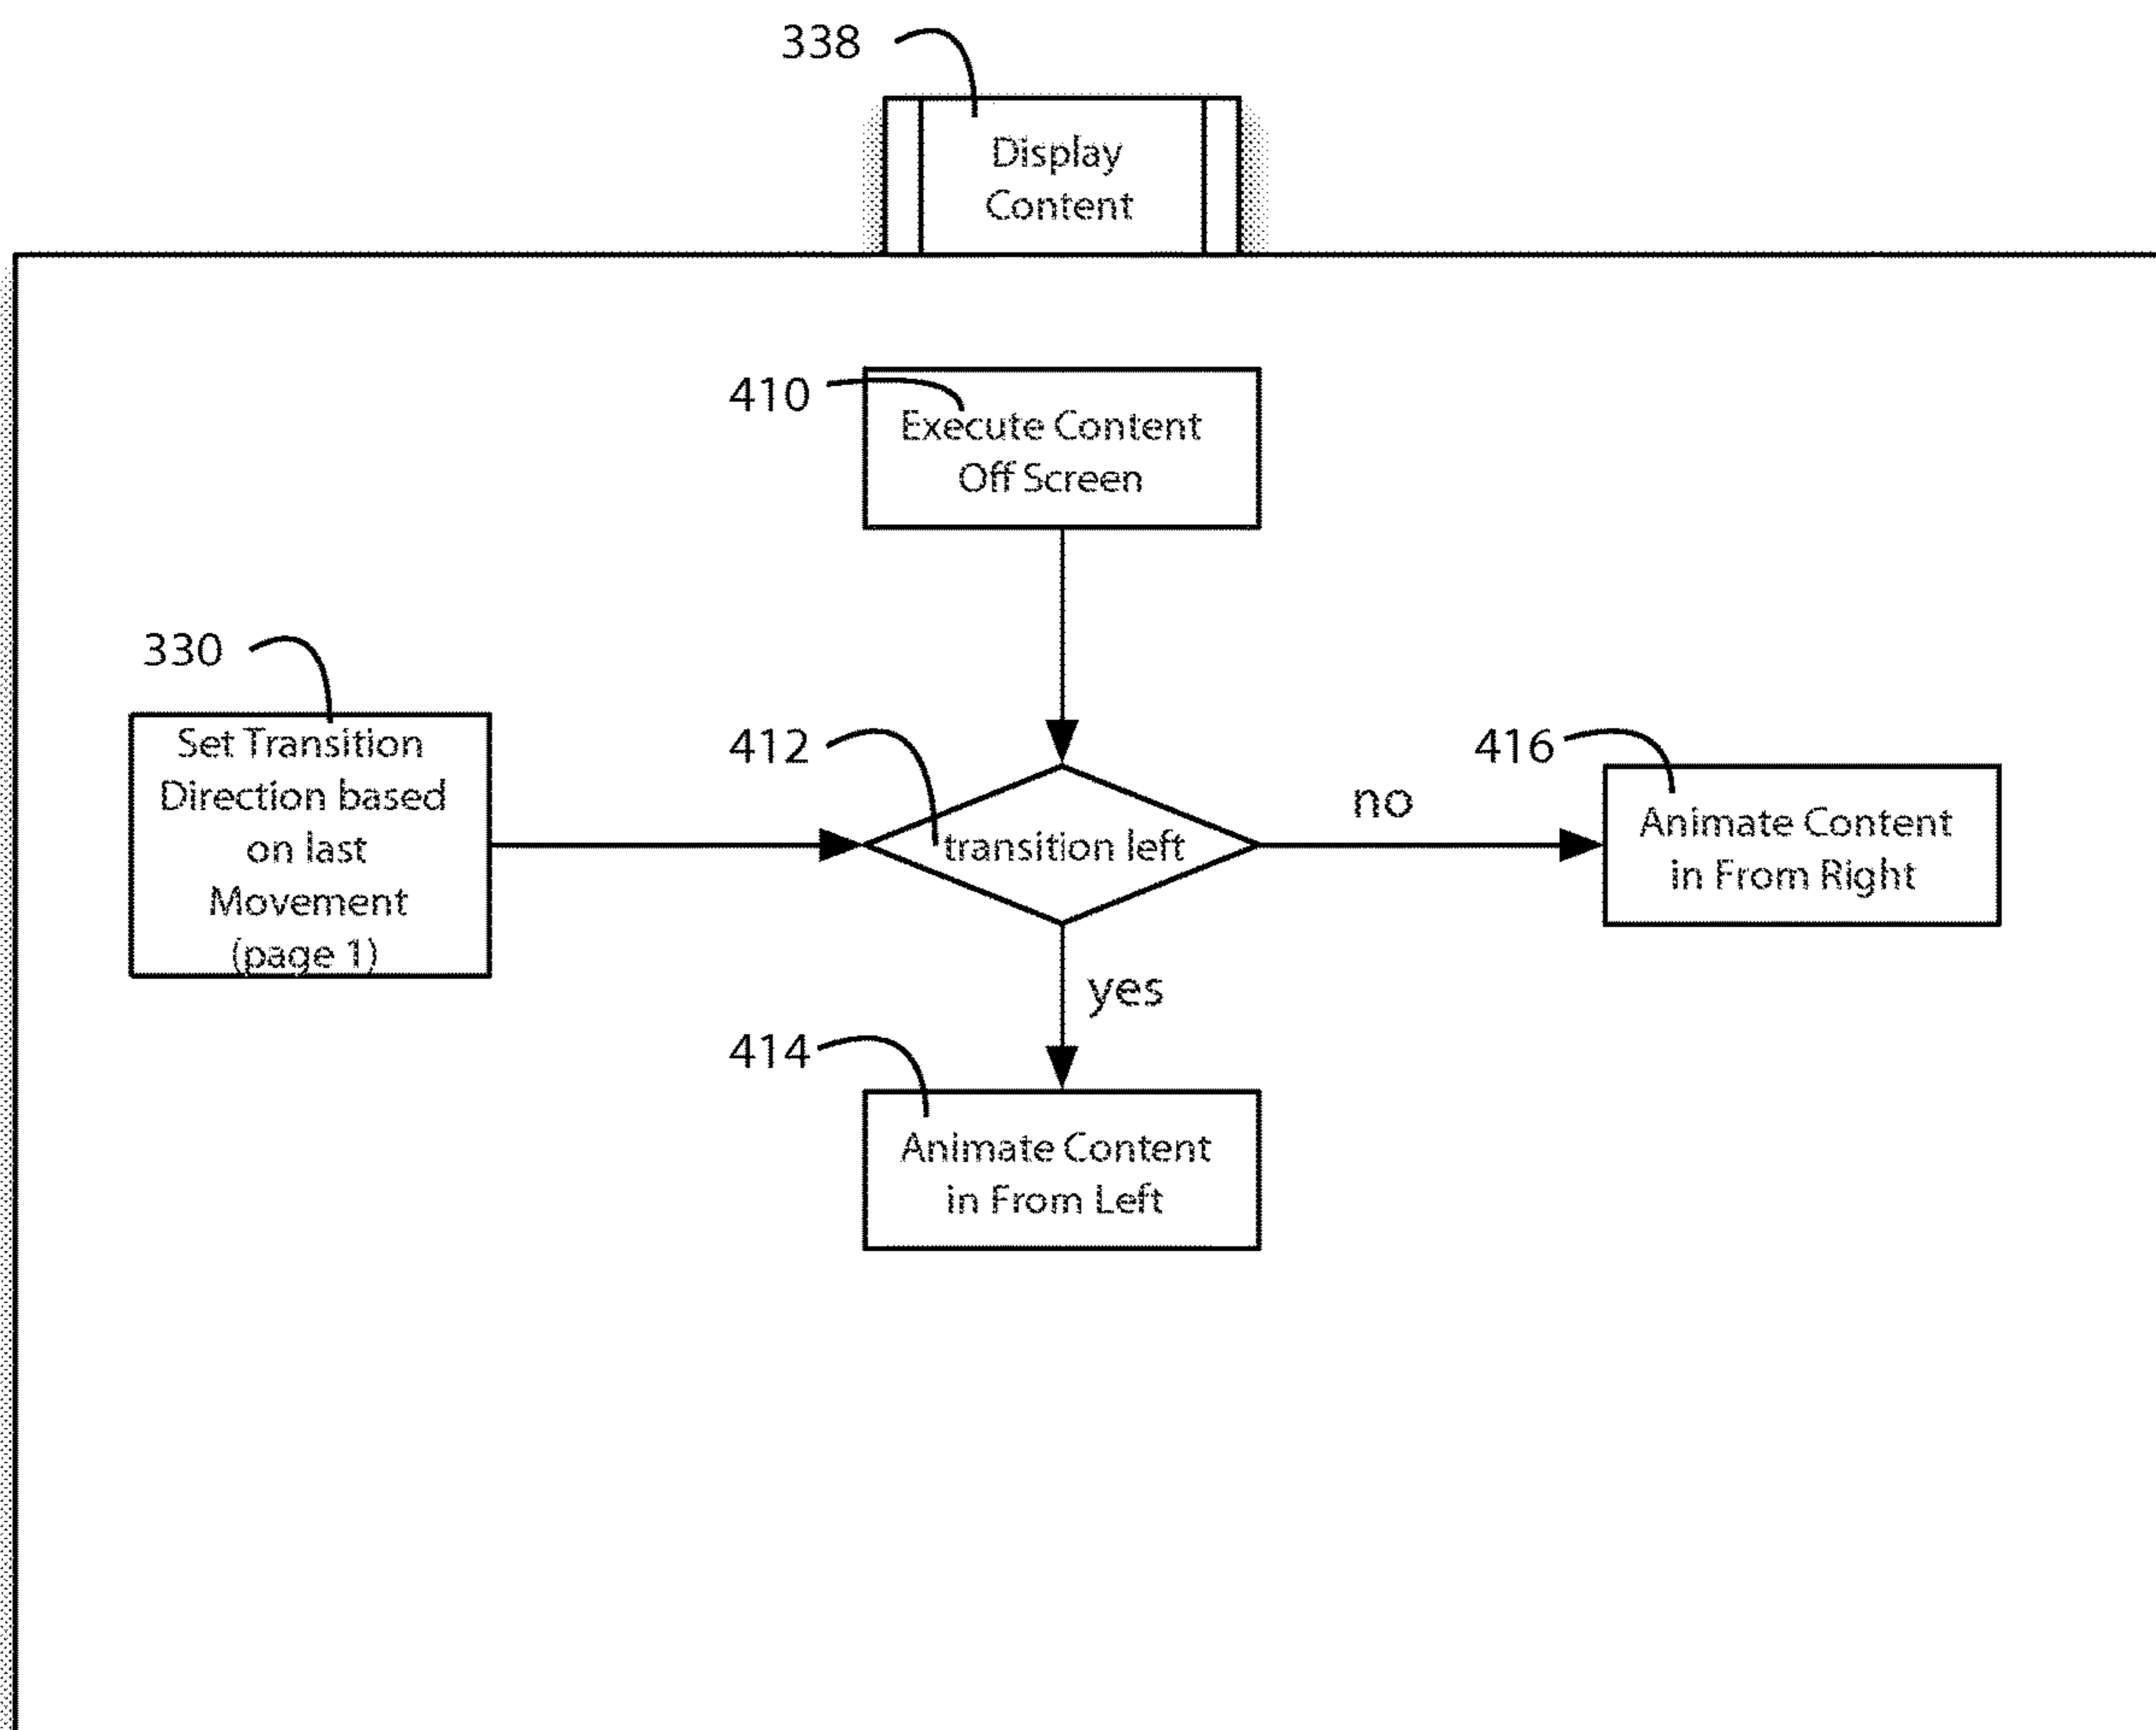 338
Display
Content
410
Execute Content
Off Screen
330
Set Transition
Direction based
on last
Movement
(page 1)
412
transition left
no
416
Animate Content
in From Right
yes
414
Animate Content
in From Left